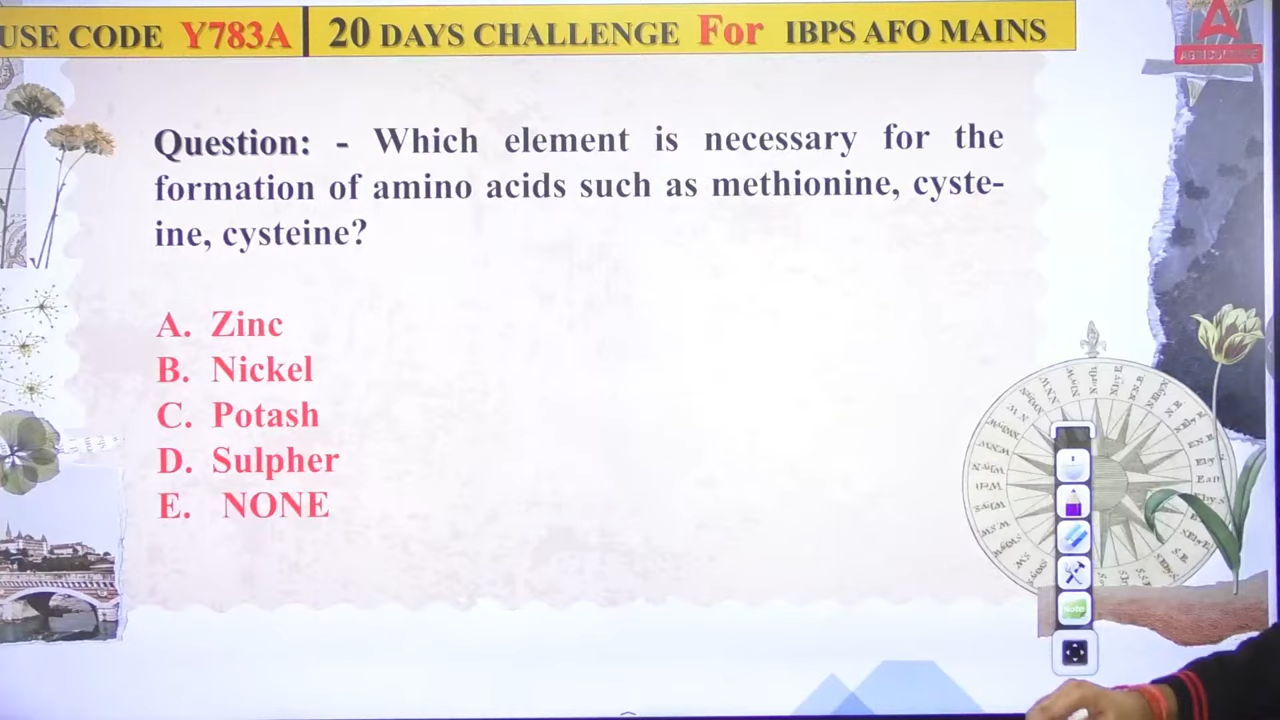 USE CODE Y783A 20 DAYS CHALLENGE For IBPS AFO MAINS
A
AGRICULTURE
Question: - Which element is necessary for the
formation of amino acids such as methionine, cyste-
ine, cysteine?
A. Zinc
B. Nickel
C. Potash
D. Sulpher
E. NONE